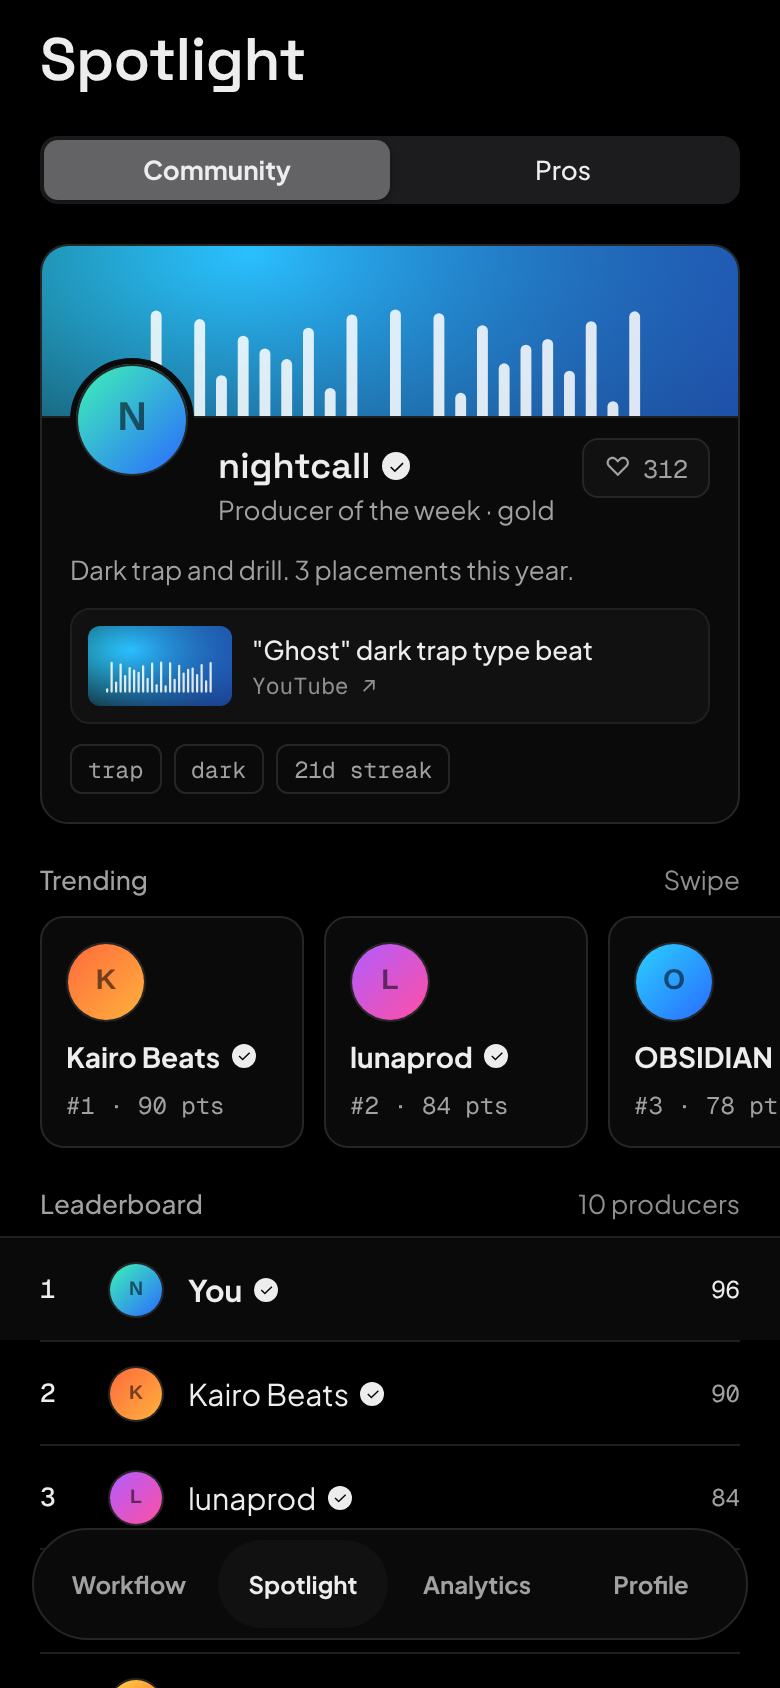 Spotlight
Community
Pros
N
nightcall
312
Producer of the week · gold
Dark trap and drill. 3 placements this year.
"Ghost" dark trap type beat
YouTube ↗
trap
dark
21d streak
Trending
Swipe
K
Kairo Beats
#1 · 90 pts
L
lunaprod
#2 · 84 pts
O
OBSIDIAN
#3 · 78 pt
Leaderboard
10 producers
1
N
You
96
2
K
Kairo Beats
90
3
L
lunaprod
84
Workflow
Spotlight
Analytics
Profile